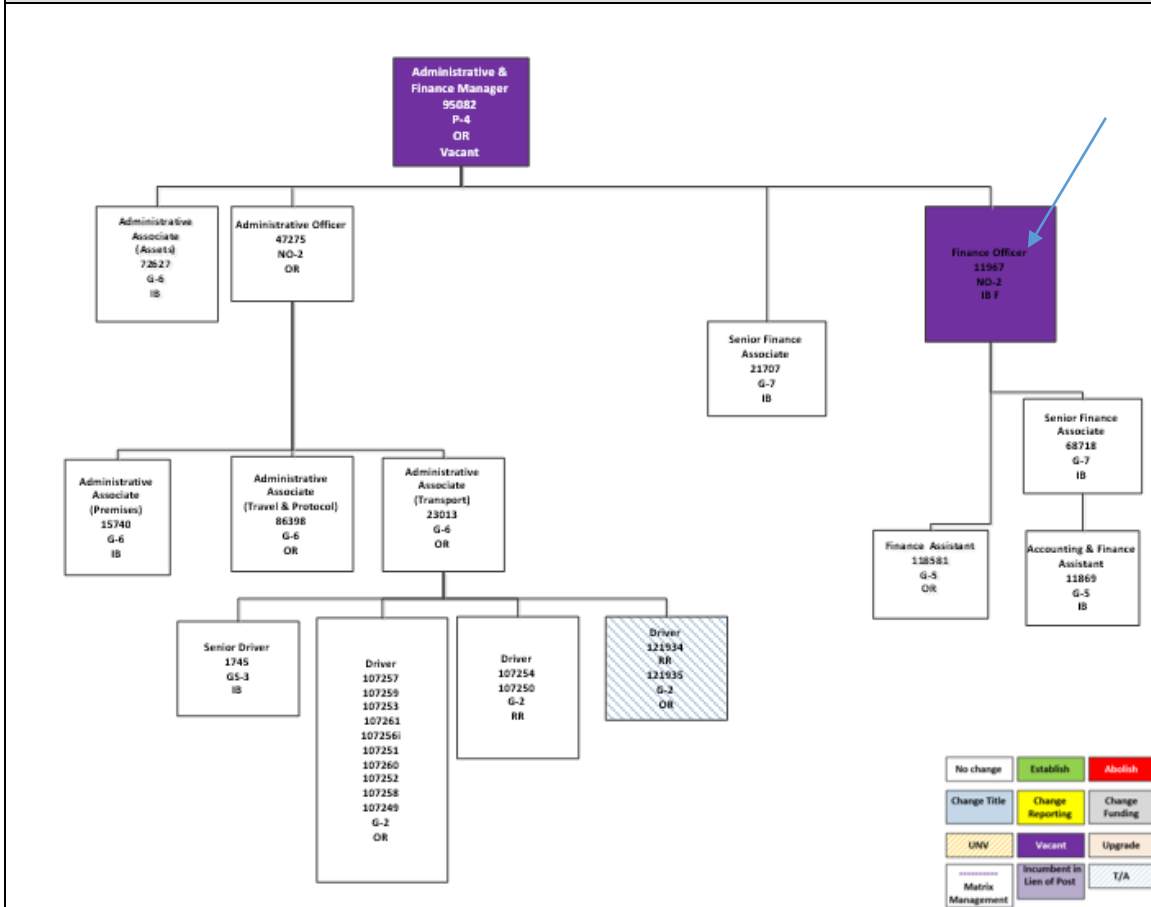 Administrative &
Finance Manager
95082
P-4
OR
Vacant
Administrative
Associate
(Assets)
72627
G-6
IB
Administrative Officer
47275
NO-2
OR
Senior Finance
Associate
21707
G-7
IB
Finance Officer
11967
NO-2
IB F
Administrative
Associate
(Premises)
15740
G-6
IB
Administrative
Associate
(Travel & Protocol)
86398
G-6
OR
Administrative
Associate
(Transport)
23013
G-6
OR
Senior Finance
Associate
68718
G-7
IB
Finance Assistant
118581
G-5
OR
Accounting & Finance
Assistant
11869
G-5
IB
Senior Driver
1745
GS-3
IB
Driver
107257
107259
107253
107261
107256i
107251
107260
107252
107258
107249
G-2
OR
Driver
107254
107250
G-2
RR
Driver
121934
RR
121935
G-2
OR
No change
Establish
Abolish
Change Title
Change
Reporting
Change
Funding
UNV
Vacant
Upgrade
Matrix
Management
Incumbent in
Lien of Post
T/A